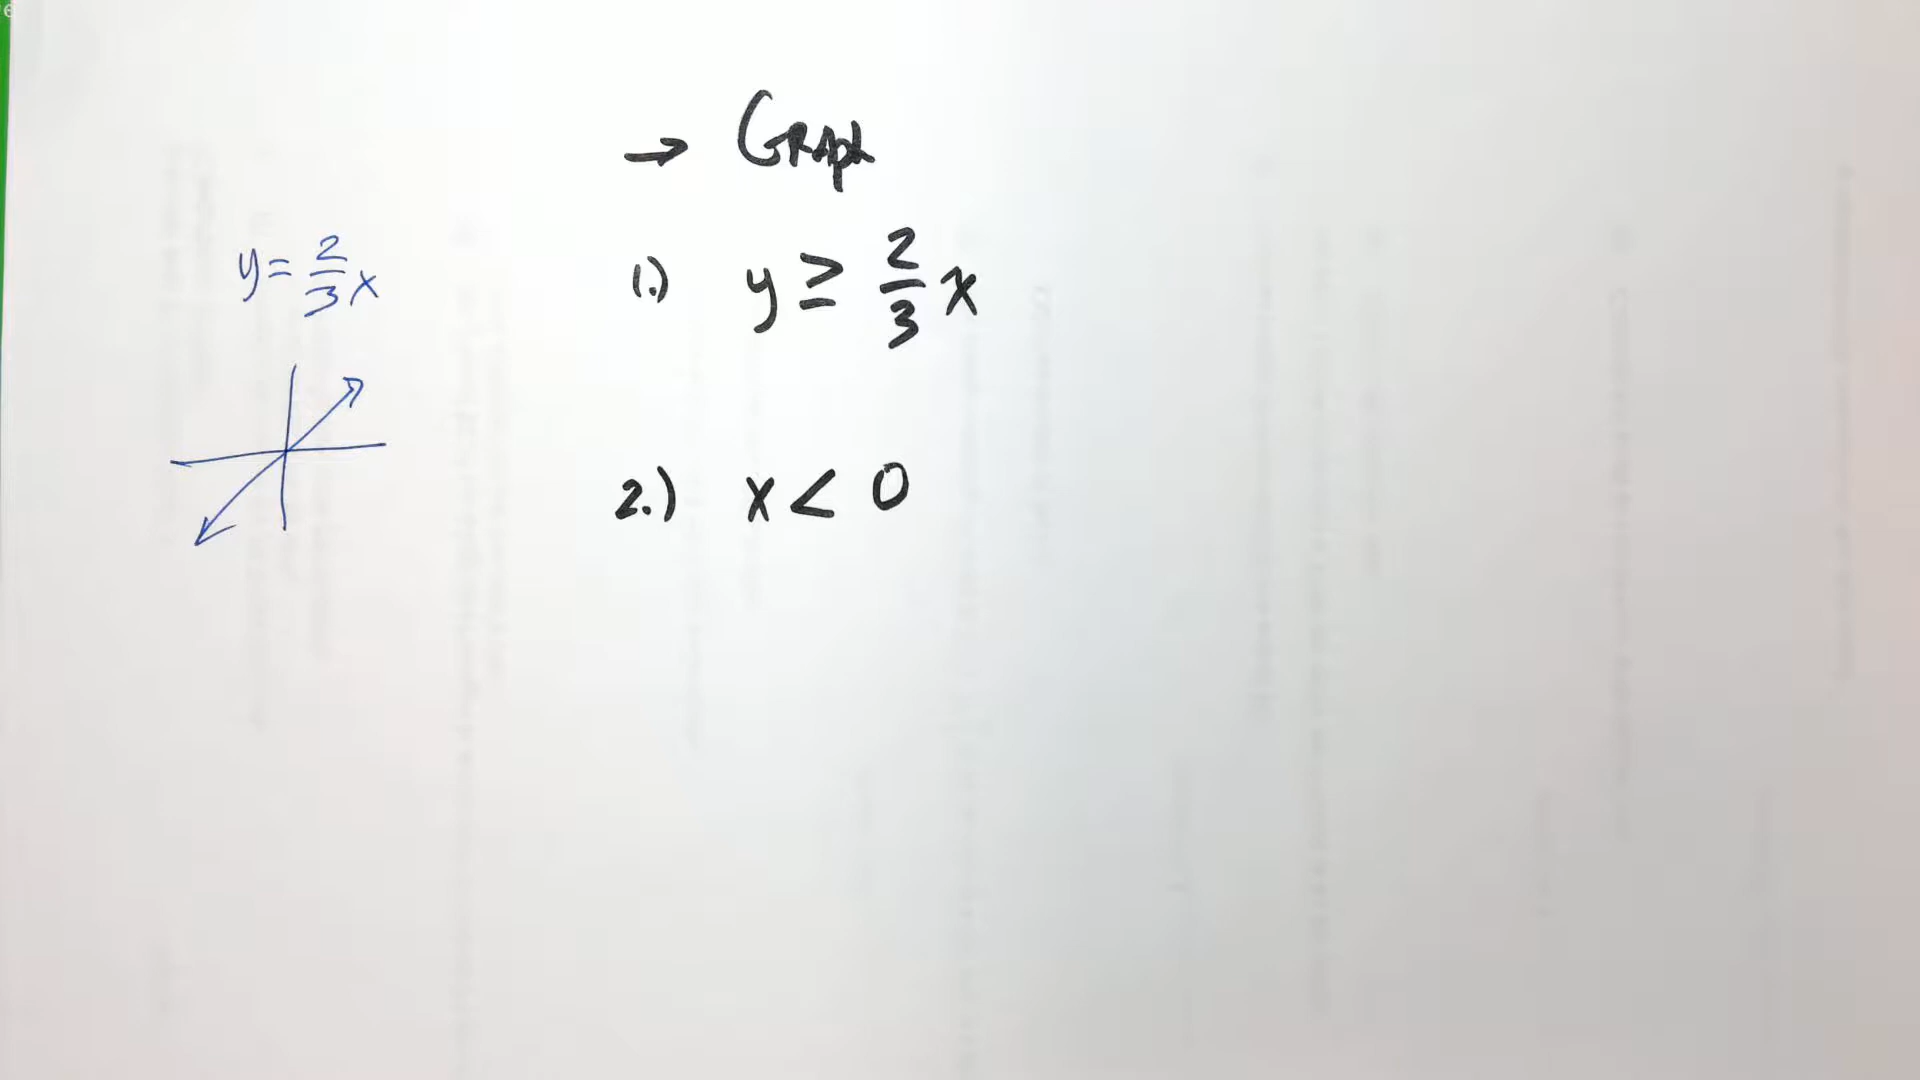 → Graph
y = 2/3 x
1.) y ≥ 2/3 x
2.) x < 0